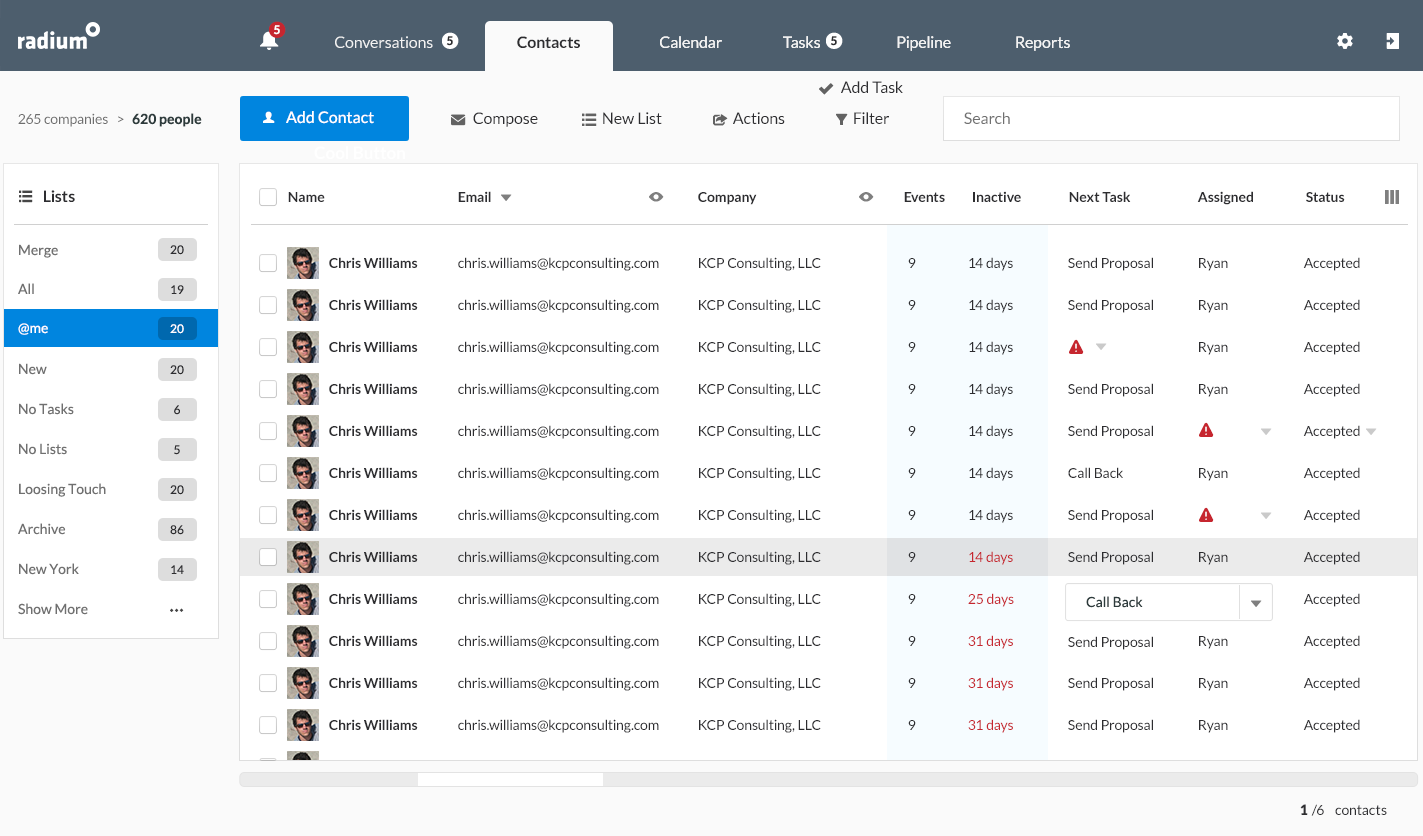 radium
5
Conversations 5
Contacts
Calendar
Tasks 5
Pipeline
Reports
265 companies > 620 people
Add Contact
Cool Button
Compose
New List
Actions
Add Task
Filter
Search
Lists
Merge 20
All 19
@me 20
New 20
No Tasks 6
No Lists 5
Loosing Touch 20
Archive 86
New York 14
Show More ...
Name Email Company Events Inactive Next Task Assigned Status
Chris Williams chris.williams@kcpconsulting.com KCP Consulting, LLC 9 14 days Send Proposal Ryan Accepted
Chris Williams chris.williams@kcpconsulting.com KCP Consulting, LLC 9 14 days Send Proposal Ryan Accepted
Chris Williams chris.williams@kcpconsulting.com KCP Consulting, LLC 9 14 days Ryan Accepted
Chris Williams chris.williams@kcpconsulting.com KCP Consulting, LLC 9 14 days Send Proposal Ryan Accepted
Chris Williams chris.williams@kcpconsulting.com KCP Consulting, LLC 9 14 days Send Proposal Accepted
Chris Williams chris.williams@kcpconsulting.com KCP Consulting, LLC 9 14 days Call Back Ryan Accepted
Chris Williams chris.williams@kcpconsulting.com KCP Consulting, LLC 9 14 days Send Proposal Accepted
Chris Williams chris.williams@kcpconsulting.com KCP Consulting, LLC 9 14 days Send Proposal Ryan Accepted
Chris Williams chris.williams@kcpconsulting.com KCP Consulting, LLC 9 25 days Call Back Accepted
Chris Williams chris.williams@kcpconsulting.com KCP Consulting, LLC 9 31 days Send Proposal Ryan Accepted
Chris Williams chris.williams@kcpconsulting.com KCP Consulting, LLC 9 31 days Send Proposal Ryan Accepted
Chris Williams chris.williams@kcpconsulting.com KCP Consulting, LLC 9 31 days Send Proposal Ryan Accepted
1 /6 contacts